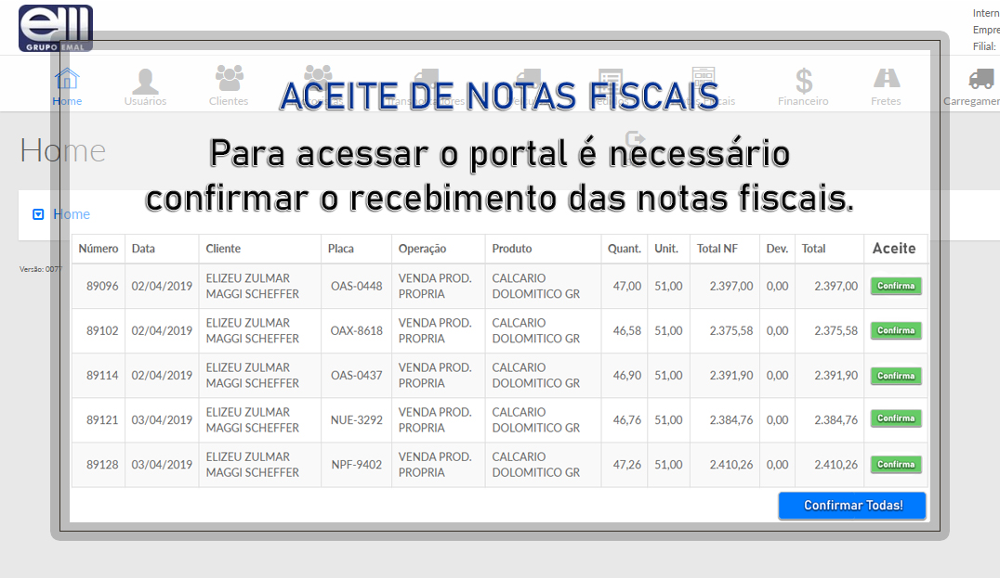 GRUPO EMAL
Intern
Empre
Filial:
Home
Usuários
Clientes
Financeiro
Fretes
Carregamen
ACEITE DE NOTAS FISCAIS
Home
Para acessar o portal é necessário
confirmar o recebimento das notas fiscais.
Home
Versão: 0077
Número Data Cliente Placa Operação Produto Quant. Unit. Total NF Dev. Total Aceite
89096 02/04/2019 ELIZEU ZULMAR MAGGI SCHEFFER OAS-0448 VENDA PROD. PROPRIA CALCARIO DOLOMITICO GR 47,00 51,00 2.397,00 0,00 2.397,00 Confirma
89102 02/04/2019 ELIZEU ZULMAR MAGGI SCHEFFER OAX-8618 VENDA PROD. PROPRIA CALCARIO DOLOMITICO GR 46,58 51,00 2.375,58 0,00 2.375,58 Confirma
89114 02/04/2019 ELIZEU ZULMAR MAGGI SCHEFFER OAS-0437 VENDA PROD. PROPRIA CALCARIO DOLOMITICO GR 46,90 51,00 2.391,90 0,00 2.391,90 Confirma
89121 03/04/2019 ELIZEU ZULMAR MAGGI SCHEFFER NUE-3292 VENDA PROD. PROPRIA CALCARIO DOLOMITICO GR 46,76 51,00 2.384,76 0,00 2.384,76 Confirma
89128 03/04/2019 ELIZEU ZULMAR MAGGI SCHEFFER NPF-9402 VENDA PROD. PROPRIA CALCARIO DOLOMITICO GR 47,26 51,00 2.410,26 0,00 2.410,26 Confirma
Confirmar Todas!